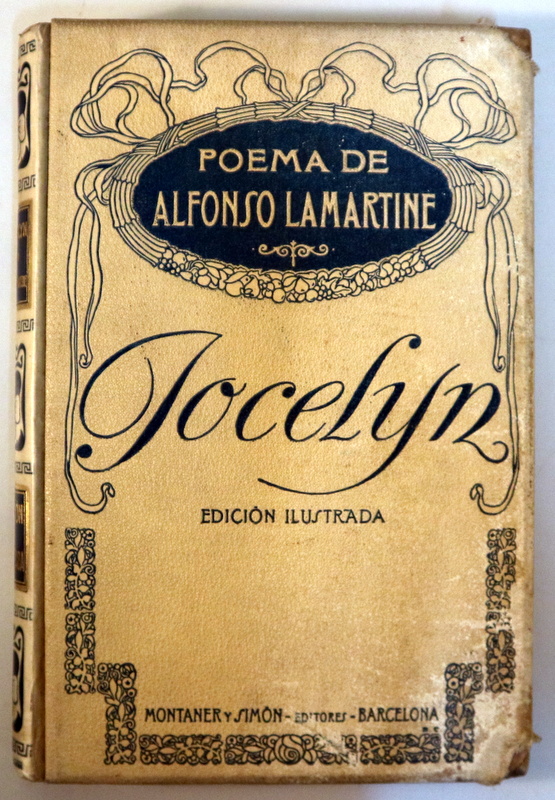 POEMA DE
ALFONSO LAMARTINE
Jocelyn
EDICIÓN ILUSTRADA
MONTANER Y SIMÓN - EDITORES - BARCELONA